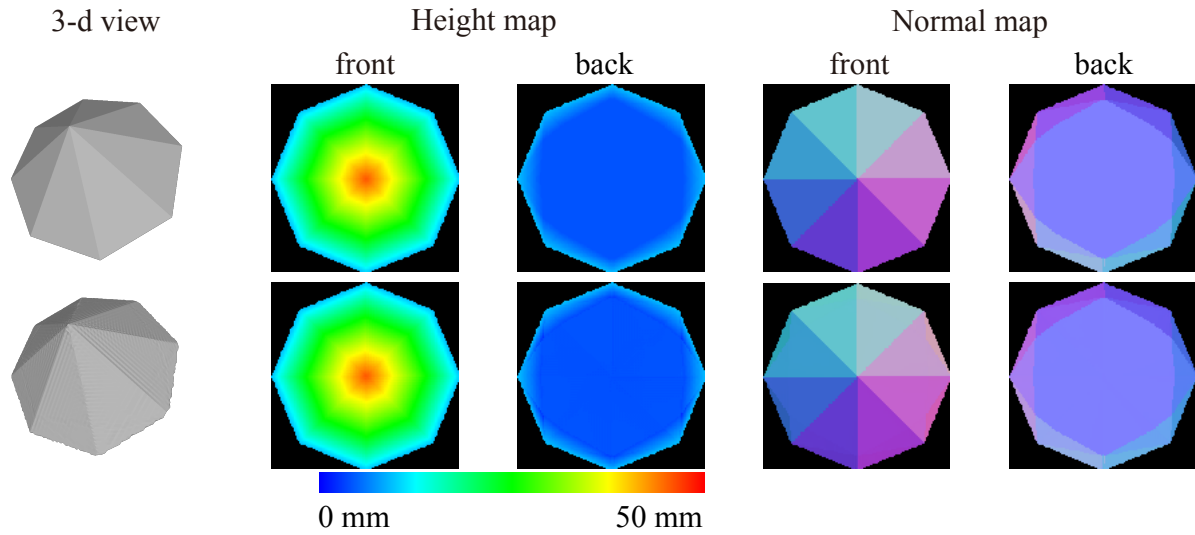 3-d view
Height map
Normal map
front
back
front
back
0 mm
50 mm